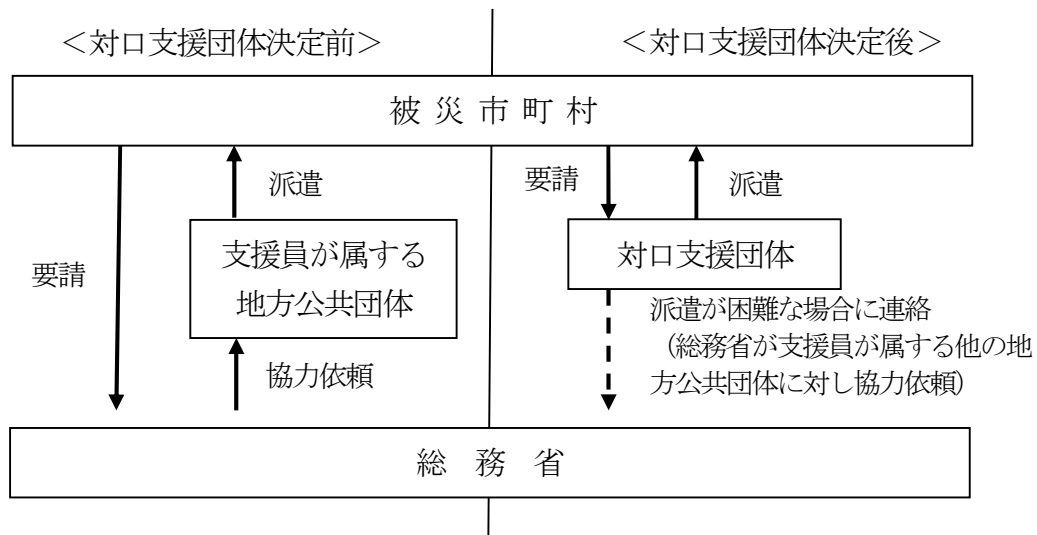 ＜対口支援団体決定前＞
＜対口支援団体決定後＞
被災市町村
要請
派遣
支援員が属する
地方公共団体
協力依頼
要請
派遣
対口支援団体
派遣が困難な場合に連絡
（総務省が支援員が属する他の地
方公共団体に対し協力依頼）
総務省